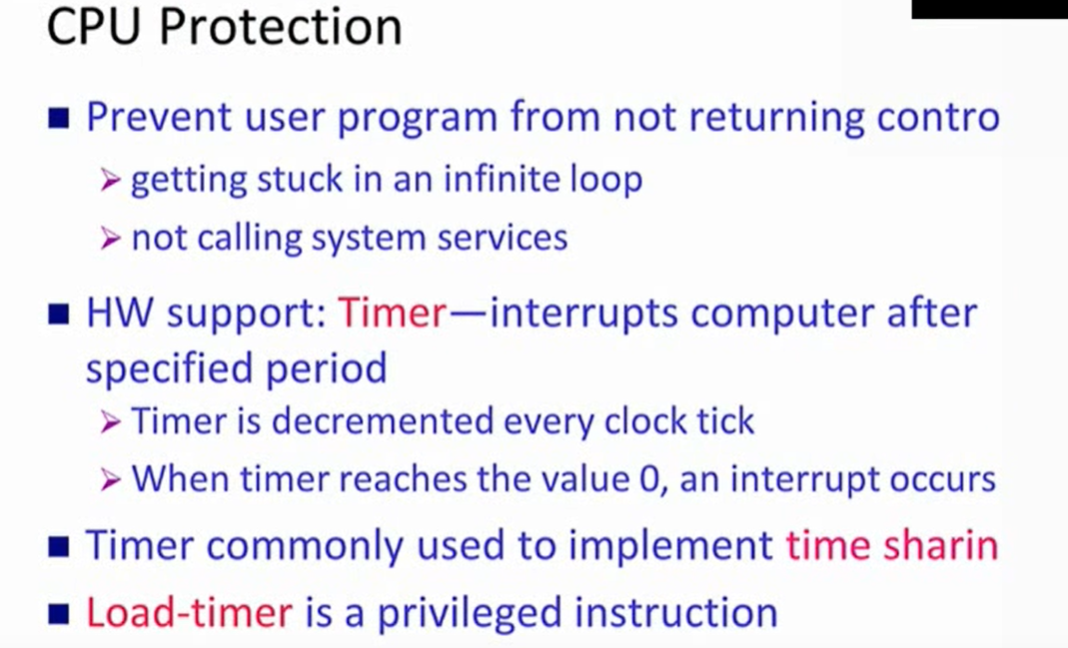 CPU Protection
Prevent user program from not returning contro
getting stuck in an infinite loop
not calling system services
HW support: Timer—interrupts computer after
specified period
Timer is decremented every clock tick
When timer reaches the value 0, an interrupt occurs
Timer commonly used to implement time sharin
Load-timer is a privileged instruction